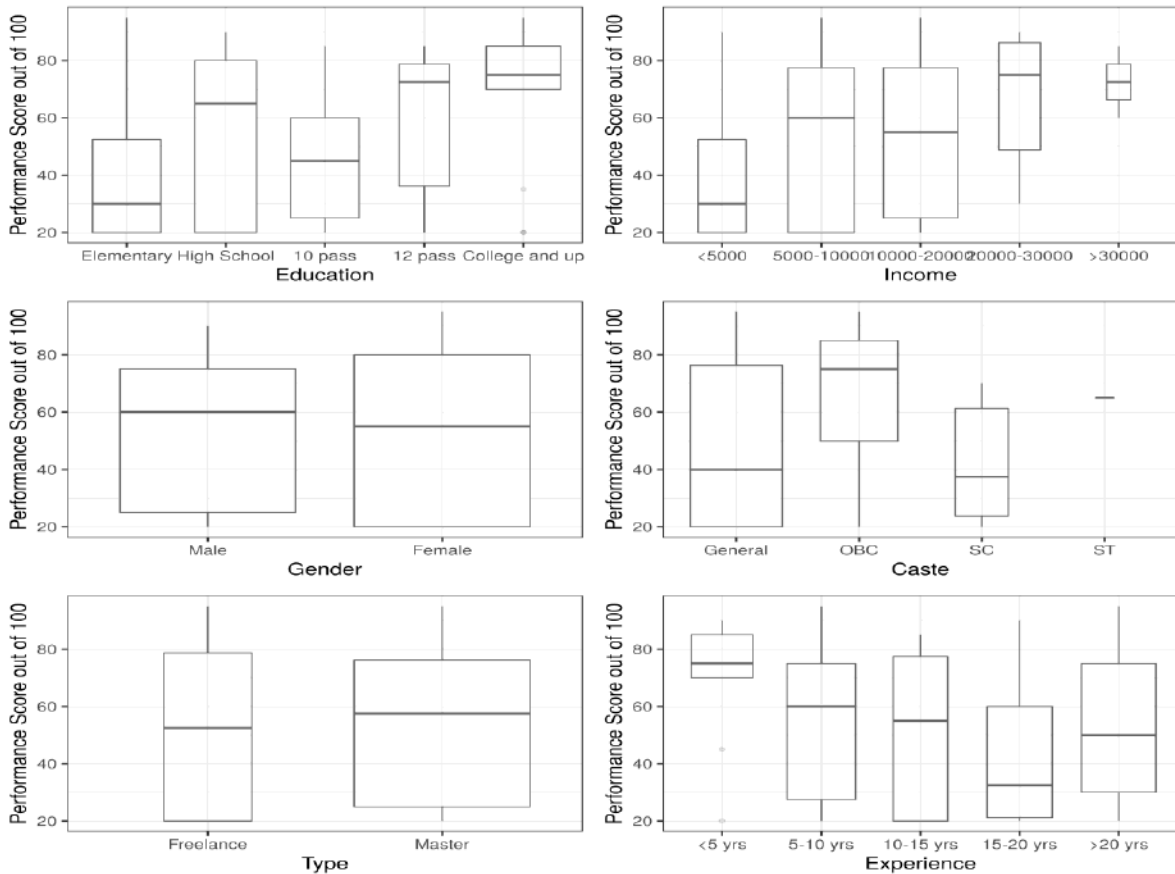 Performance Score out of 100
80
60
40
20
Elementary High School 10 pass 12 pass College and up
Education
Performance Score out of 100
80
60
40
20
<5000 5000-10000 10000-20000 20000-30000 >30000
Income
Performance Score out of 100
80
60
40
20
Male Female
Gender
Performance Score out of 100
80
60
40
20
General OBC SC ST
Caste
Performance Score out of 100
80
60
40
20
Freelance Master
Type
Performance Score out of 100
80
60
40
20
<5 yrs 5-10 yrs 10-15 yrs 15-20 yrs >20 yrs
Experience